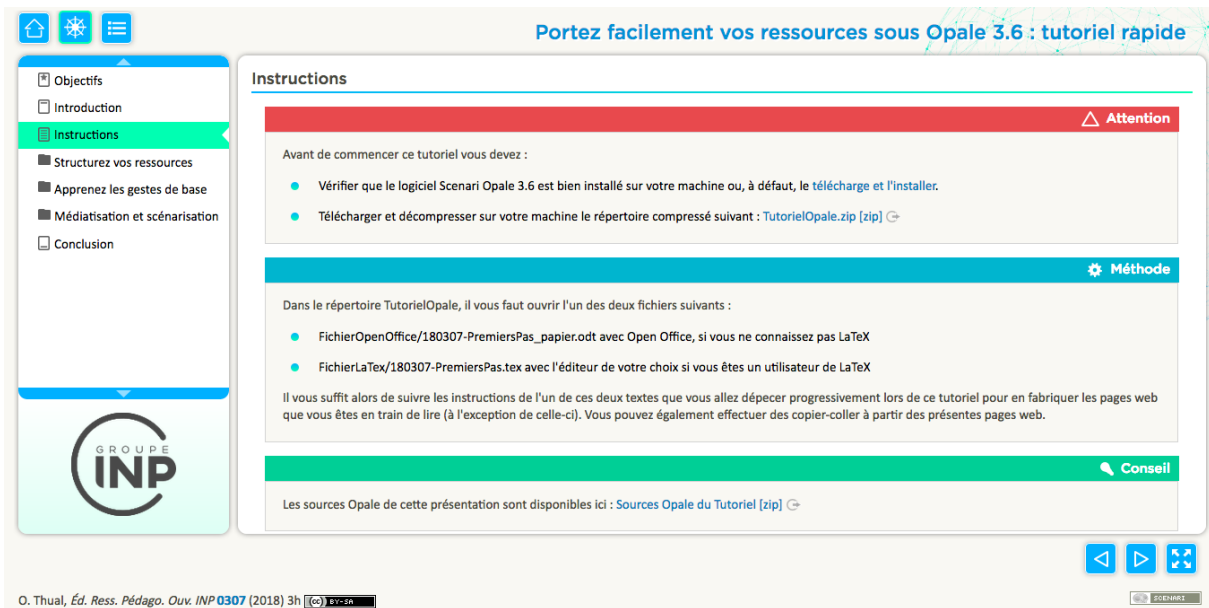 Portez facilement vos ressources sous Opale 3.6 : tutoriel rapide
Objectifs
Introduction
Instructions
Structurez vos ressources
Apprenez les gestes de base
Médiatisation et scénarisation
Conclusion
GROUPE
INP
Instructions
Attention
Avant de commencer ce tutoriel vous devez :
Vérifier que le logiciel Scenari Opale 3.6 est bien installé sur votre machine ou, à défaut, le télécharge et l'installer.
Télécharger et décompresser sur votre machine le répertoire compressé suivant : TutorielOpale.zip [zip]
Méthode
Dans le répertoire TutorielOpale, il vous faut ouvrir l'un des deux fichiers suivants :
FichierOpenOffice/180307-PremiersPas_papier.odt avec Open Office, si vous ne connaissez pas LaTeX
FichierLaTex/180307-PremiersPas.tex avec l'éditeur de votre choix si vous êtes un utilisateur de LaTeX
Il vous suffit alors de suivre les instructions de l'un de ces deux textes que vous allez dépecer progressivement lors de ce tutoriel pour en fabriquer les pages web
que vous êtes en train de lire (à l'exception de celle-ci). Vous pouvez également effectuer des copier-coller à partir des présentes pages web.
Conseil
Les sources Opale de cette présentation sont disponibles ici : Sources Opale du Tutoriel [zip]
O. Thual, Éd. Ress. Pédago. Ouv. INP 0307 (2018) 3h (cc) BY-SA
SCENARI